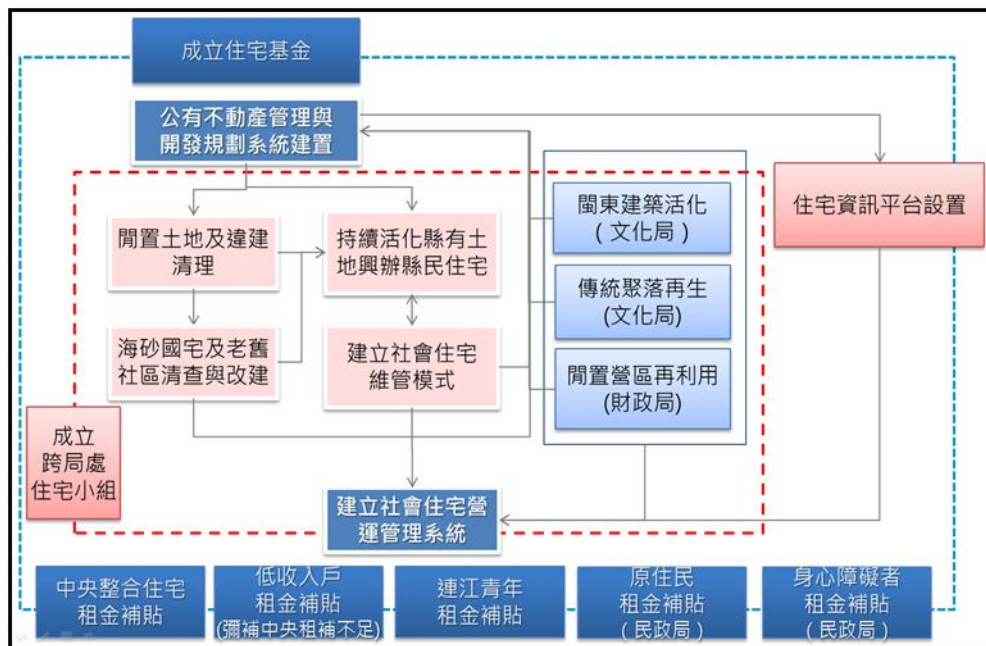 成立住宅基金
公有不動產管理與
開發規劃系統建置
閩東建築活化
(文化局)
住宅資訊平台設置
閒置土地及違建
清理
持續活化縣有土
地興辦縣民住宅
傳統聚落再生
(文化局)
海砂國宅及老舊
社區清查與改建
建立社會住宅
維管模式
閒置營區再利用
(財政局)
成立
跨局處
住宅小組
建立社會住宅營
運管理系統
中央整合住宅
租金補貼
低收入戶
租金補貼
(彌補中央租補不足)
連江青年
租金補貼
原住民
租金補貼
(民政局)
身心障礙者
租金補貼
(民政局)